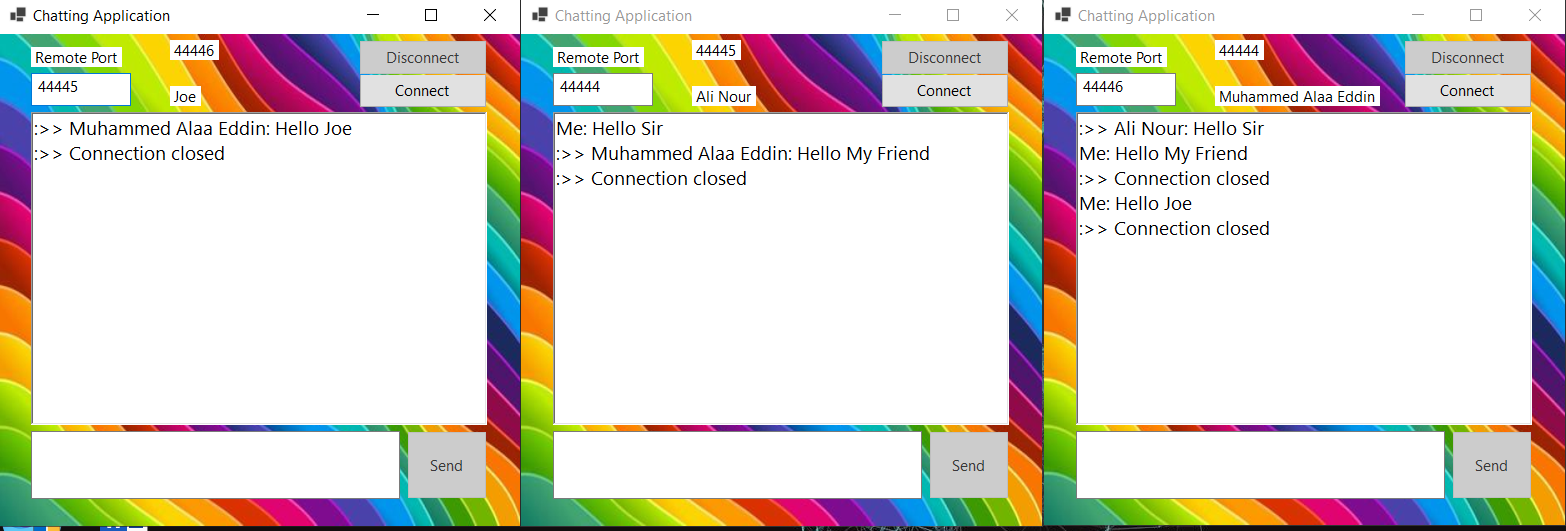 Chatting Application
Remote Port
44446
Disconnect
44445
Joe
Connect
:>> Muhammed Alaa Eddin: Hello Joe
:>> Connection closed
Send
Chatting Application
Remote Port
44445
Disconnect
44444
Ali Nour
Connect
Me: Hello Sir
:>> Muhammed Alaa Eddin: Hello My Friend
:>> Connection closed
Send
Chatting Application
Remote Port
44444
Disconnect
44446
Muhammed Alaa Eddin
Connect
:>> Ali Nour: Hello Sir
Me: Hello My Friend
:>> Connection closed
Me: Hello Joe
:>> Connection closed
Send